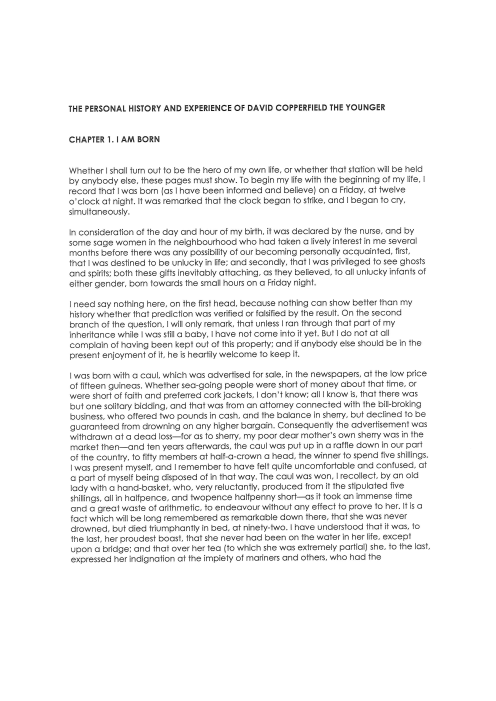 THE PERSONAL HISTORY AND EXPERIENCE OF DAVID COPPERFIELD THE YOUNGER
CHAPTER 1. I AM BORN
Whether I shall turn out to be the hero of my own life, or whether that station will be held
by anybody else, these pages must show. To begin my life with the beginning of my life, I
record that I was born (as I have been informed and believe) on a Friday, at twelve
o'clock at night. It was remarked that the clock began to strike, and I began to cry,
simultaneously.
In consideration of the day and hour of my birth, it was declared by the nurse, and by
some sage women in the neighbourhood who had taken a lively interest in me several
months before there was any possibility of our becoming personally acquainted, first,
that I was destined to be unlucky in life; and secondly, that I was privileged to see ghosts
and spirits; both these gifts inevitably attaching, as they believed, to all unlucky infants of
either gender, born towards the small hours on a Friday night.
I need say nothing here, on the first head, because nothing can show better than my
history whether that prediction was verified or falsified by the result. On the second
branch of the question, I will only remark, that unless I ran through that part of my
inheritance while I was still a baby, I have not come into it yet. But I do not at all
complain of having been kept out of this property; and if anybody else should be in the
present enjoyment of it, he is heartily welcome to keep it.
I was born with a caul, which was advertised for sale, in the newspapers, at the low price
of fifteen guineas. Whether sea-going people were short of money about that time, or
were short of faith and preferred cork jackets, I don't know; all I know is, that there was
but one solitary bidding, and that was from an attorney connected with the bill-broking
business, who offered two pounds in cash, and the balance in sherry, but declined to be
guaranteed from drowning on any higher bargain. Consequently the advertisement was
withdrawn at a dead loss—for as to sherry, my poor dear mother's own sherry was in the
market then—and ten years afterwards, the caul was put up in a raffle down in our part
of the country, to fifty members at half-a-crown a head, the winner to spend five shillings.
I was present myself, and I remember to have felt quite uncomfortable and confused, at
a part of myself being disposed of in that way. The caul was won, I recollect, by an old
lady with a hand-basket, who, very reluctantly, produced from it the stipulated five
shillings, all in halfpence, and twopence halfpenny short—as it took an immense time
and a great waste of arithmetic, to endeavour without any effect to prove to her. It is a
fact which will be long remembered as remarkable down there, that she was never
drowned, but died triumphantly in bed, at ninety-two. I have understood that it was, to
the last, her proudest boast, that she never had been on the water in her life, except
upon a bridge; and that over her tea (to which she was extremely partial) she, to the last,
expressed her indignation at the impiety of mariners and others, who had the